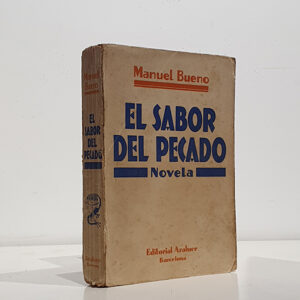 Manuel Bueno
EL SABOR
DEL PECADO
Novela
Editorial Araluce
Barcelona
Manuel
Bueno
EL
SABOR
DEL
PECADO